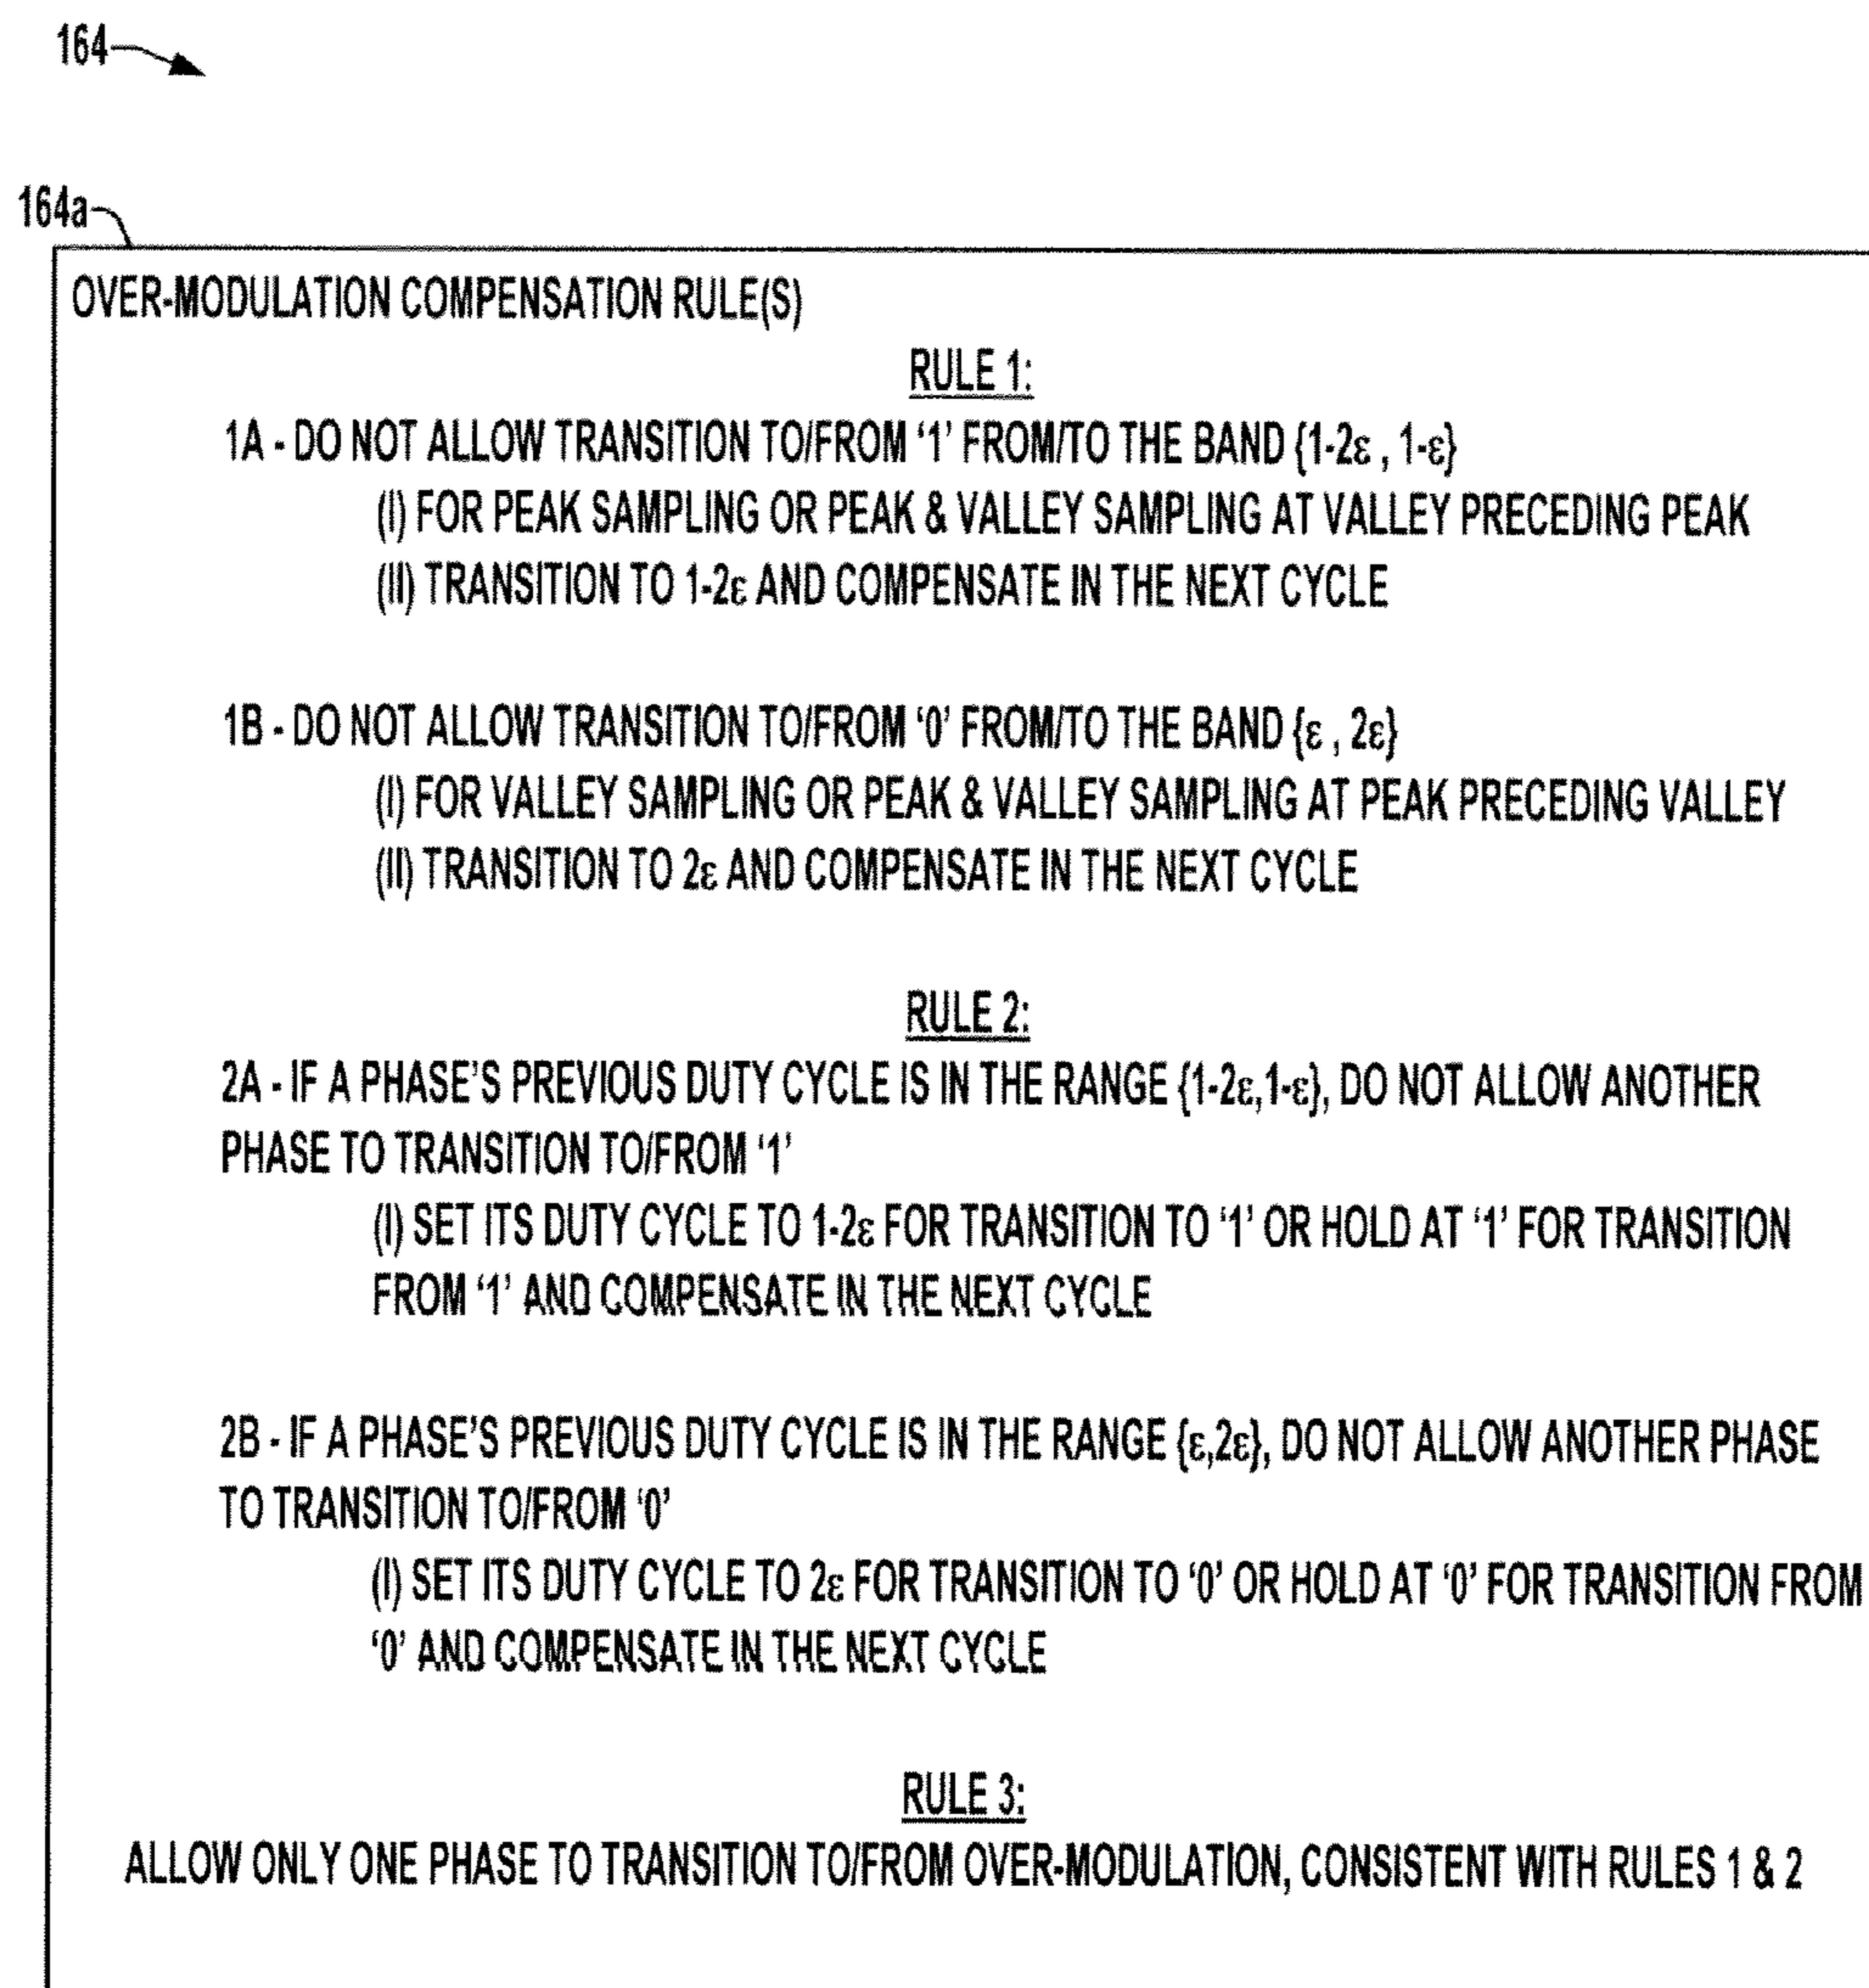 164
164a
OVER-MODULATION COMPENSATION RULE(S)
RULE 1:
1A - DO NOT ALLOW TRANSITION TO/FROM ‘1’ FROM/TO THE BAND {1-2ε , 1-ε}
(I) FOR PEAK SAMPLING OR PEAK & VALLEY SAMPLING AT VALLEY PRECEDING PEAK
(II) TRANSITION TO 1-2ε AND COMPENSATE IN THE NEXT CYCLE
1B - DO NOT ALLOW TRANSITION TO/FROM ‘0’ FROM/TO THE BAND {ε , 2ε}
(I) FOR VALLEY SAMPLING OR PEAK & VALLEY SAMPLING AT PEAK PRECEDING VALLEY
(II) TRANSITION TO 2ε AND COMPENSATE IN THE NEXT CYCLE
RULE 2:
2A - IF A PHASE’S PREVIOUS DUTY CYCLE IS IN THE RANGE {1-2ε,1-ε}, DO NOT ALLOW ANOTHER
PHASE TO TRANSITION TO/FROM ‘1’
(I) SET ITS DUTY CYCLE TO 1-2ε FOR TRANSITION TO ‘1’ OR HOLD AT ‘1’ FOR TRANSITION
FROM ‘1’ AND COMPENSATE IN THE NEXT CYCLE
2B - IF A PHASE’S PREVIOUS DUTY CYCLE IS IN THE RANGE {ε,2ε}, DO NOT ALLOW ANOTHER PHASE
TO TRANSITION TO/FROM ‘0’
(I) SET ITS DUTY CYCLE TO 2ε FOR TRANSITION TO ‘0’ OR HOLD AT ‘0’ FOR TRANSITION FROM
‘0’ AND COMPENSATE IN THE NEXT CYCLE
RULE 3:
ALLOW ONLY ONE PHASE TO TRANSITION TO/FROM OVER-MODULATION, CONSISTENT WITH RULES 1 & 2